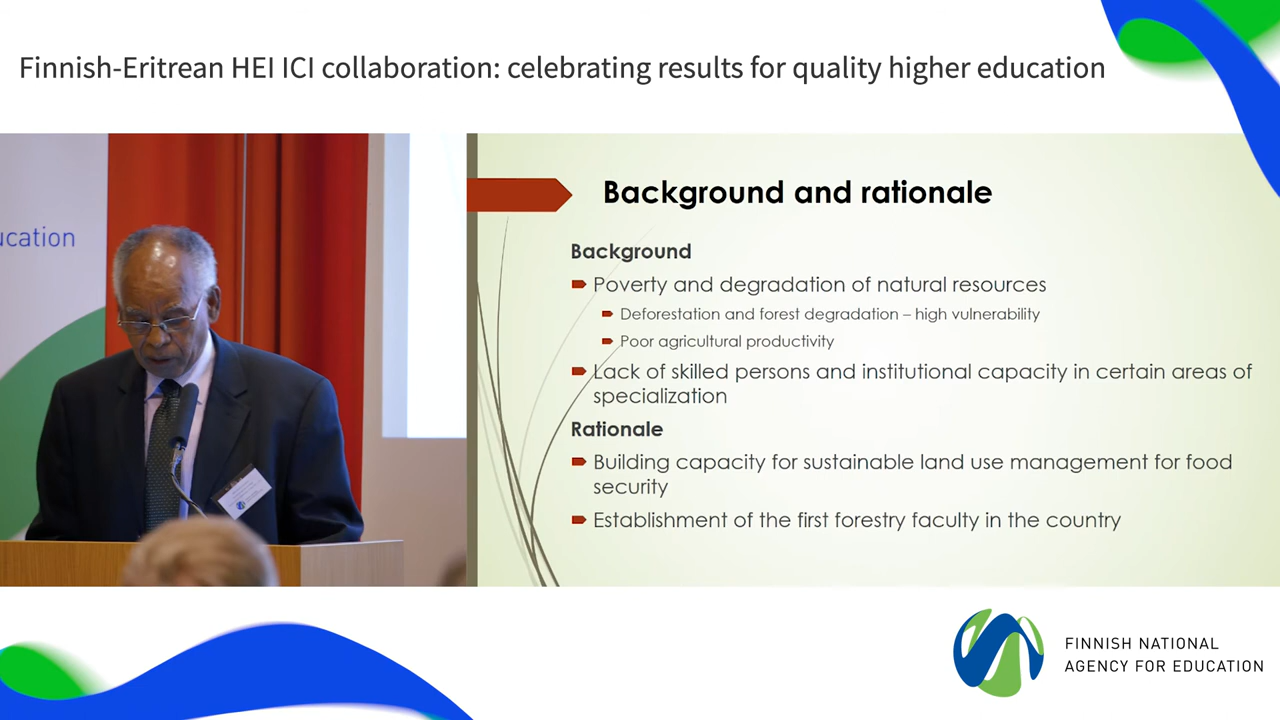 Finnish-Eritrean HEI ICI collaboration: celebrating results for quality higher education
ucation
Background and rationale
Background
Poverty and degradation of natural resources
Deforestation and forest degradation – high vulnerability
Poor agricultural productivity
Lack of skilled persons and institutional capacity in certain areas of
specialization
Rationale
Building capacity for sustainable land use management for food
security
Establishment of the first forestry faculty in the country
FINNISH NATIONAL
AGENCY FOR EDUCATION